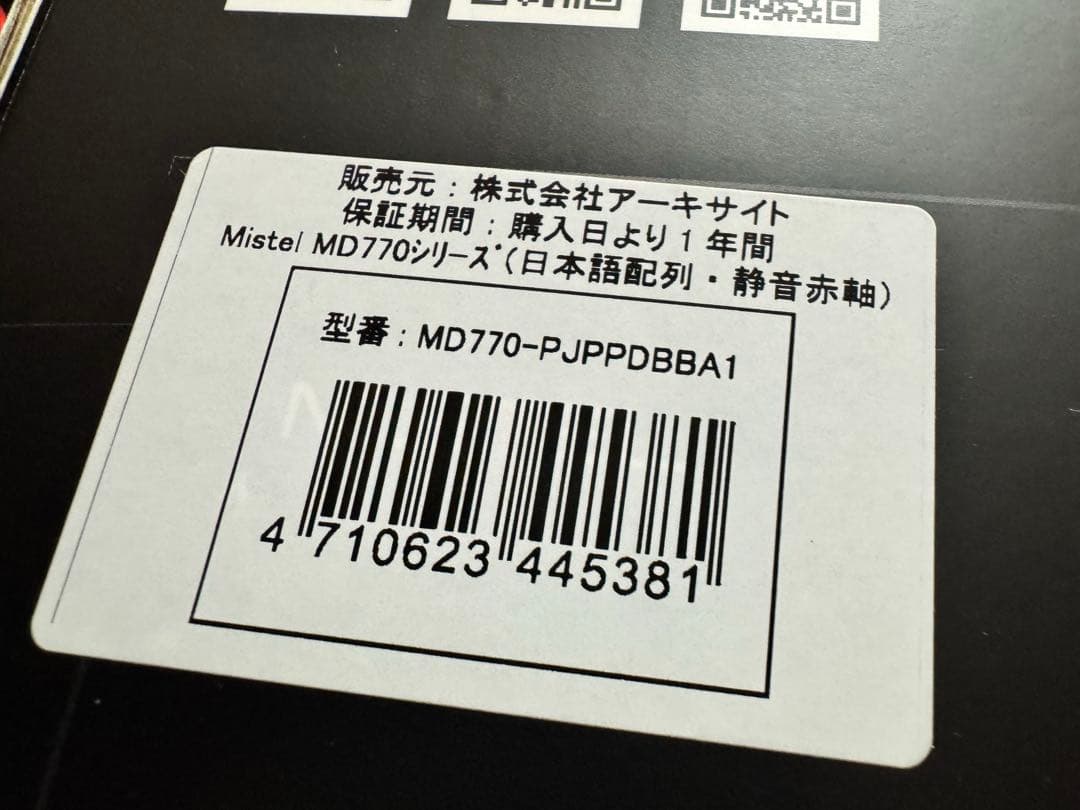 販売元：株式会社アーキサイト
保証期間：購入日より1年間
Mistel MD770ｼﾘｰｽﾞ(日本語配列・静音赤軸)
型番：MD770-PJPPDBBA1
4 710623 445381